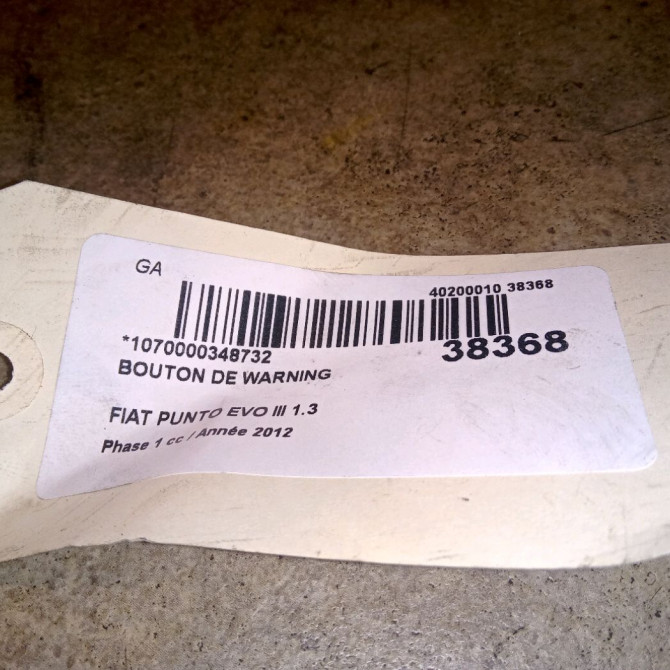 GA
40200010 38368
*1070000348732
38368
BOUTON DE WARNING
FIAT PUNTO EVO III 1.3
Phase 1 cc / Année 2012